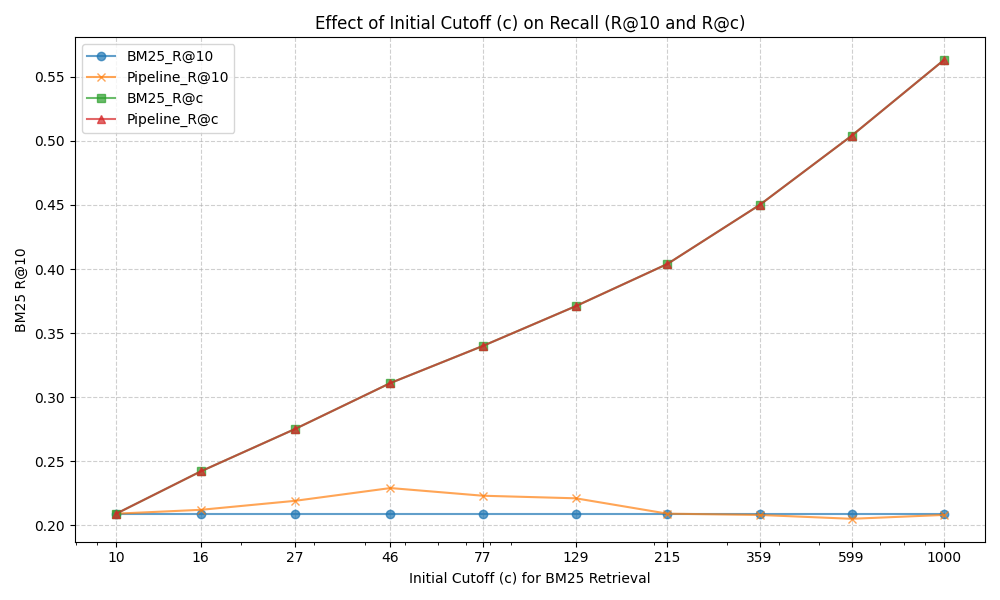 Effect of Initial Cutoff (c) on Recall (R@10 and R@c)
BM25_R@10
Pipeline_R@10
BM25_R@c
Pipeline_R@c
BM25 R@10
0.55
0.50
0.45
0.40
0.35
0.30
0.25
0.20
10 16 27 46 77 129 215 359 599 1000
Initial Cutoff (c) for BM25 Retrieval